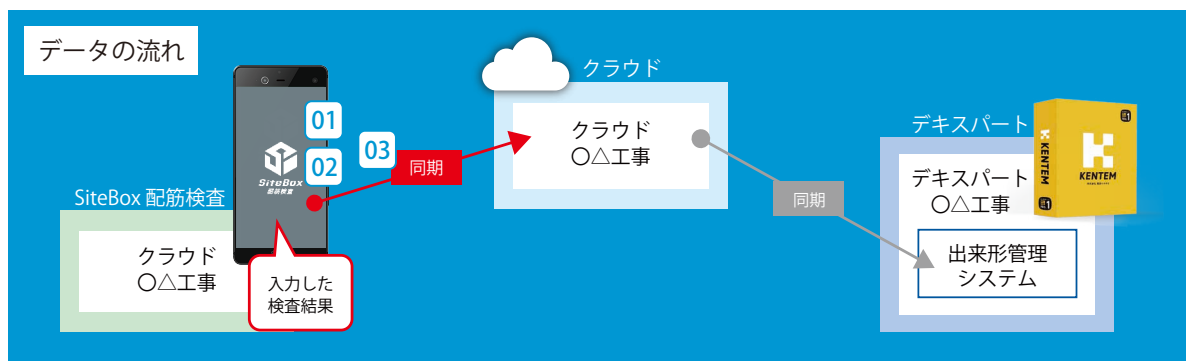 データの流れ
クラウド
01
02
03
同期
クラウド
〇△工事
同期
デキスパート
デキスパート
〇△工事
出来形管理
システム
KENTEM
KENTEM
SiteBox
配筋検査
SiteBox 配筋検査
クラウド
〇△工事
入力した
検査結果